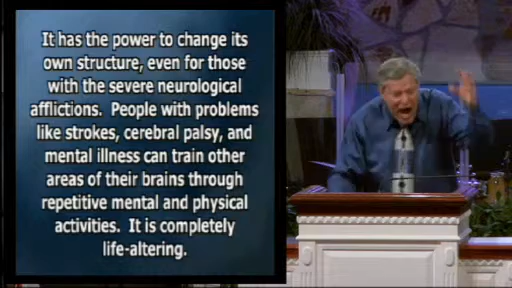 It has the power to change its
own structure, even for those
with the severe neurological
afflictions.  People with problems
like strokes, cerebral palsy, and
mental illness can train other
areas of their brains through
repetitive mental and physical
activities.  It is completely
life-altering.